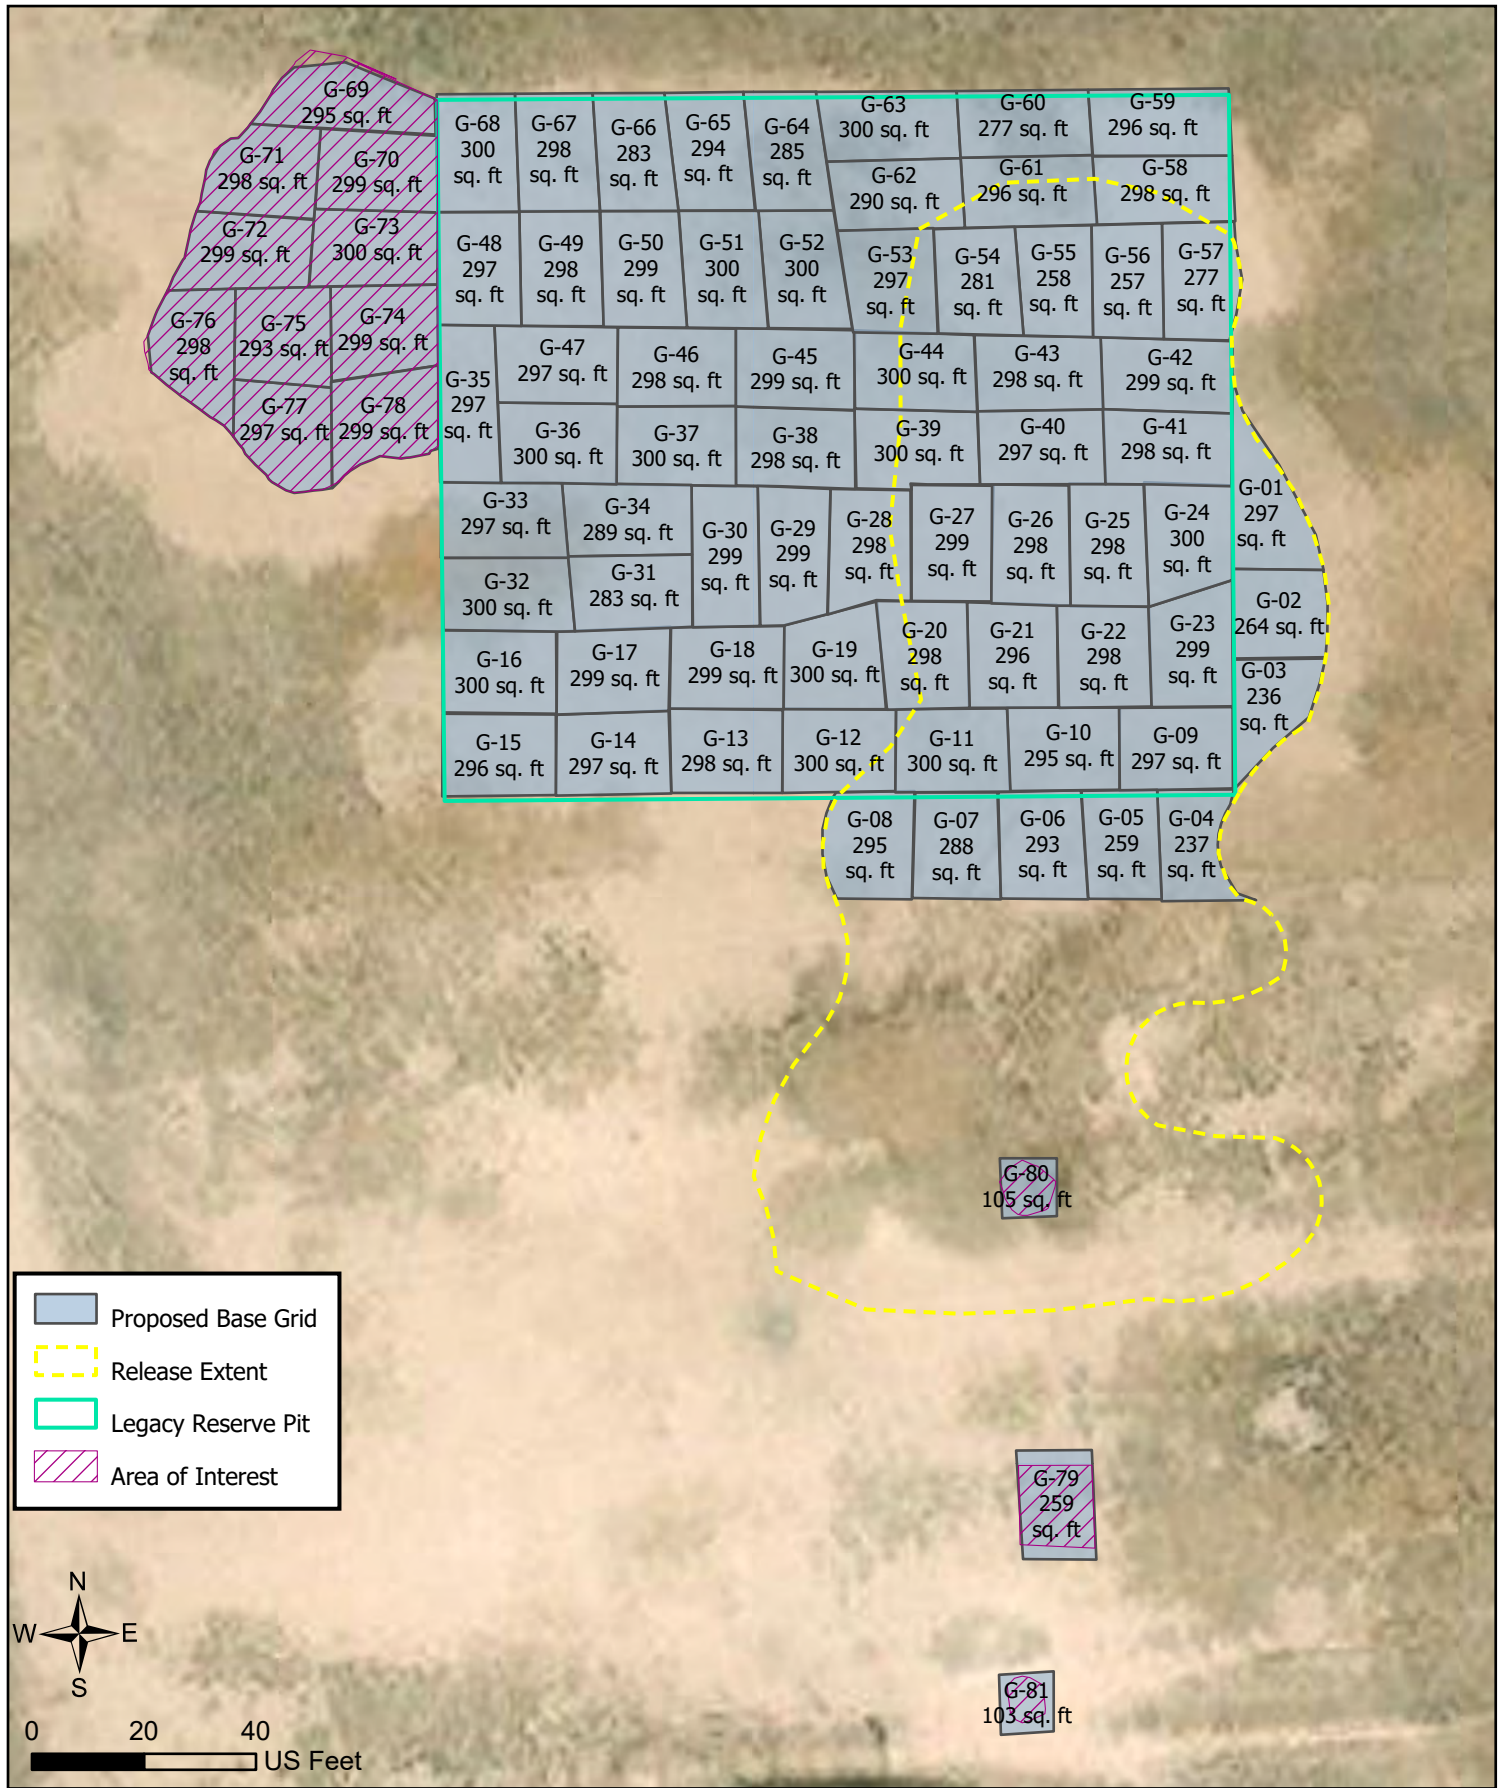 G-69
295 sq. ft
G-71
298 sq. ft
G-70
299 sq. ft
G-72
299 sq. ft
G-73
300 sq. ft
G-76
298
sq. ft
G-75
293 sq. ft
G-74
299 sq. ft
G-77
297 sq. ft
G-78
299 sq. ft
G-68
300
sq. ft
G-67
298
sq. ft
G-66
283
sq. ft
G-65
294
sq. ft
G-64
285
sq. ft
G-63
300 sq. ft
G-60
277 sq. ft
G-59
296 sq. ft
G-62
290 sq. ft
G-61
296 sq. ft
G-58
298 sq. ft
G-48
297
sq. ft
G-49
298
sq. ft
G-50
299
sq. ft
G-51
300
sq. ft
G-52
300
sq. ft
G-53
297
sq. ft
G-54
281
sq. ft
G-55
258
sq. ft
G-56
257
sq. ft
G-57
277
sq. ft
G-35
297
sq. ft
G-47
297 sq. ft
G-46
298 sq. ft
G-45
299 sq. ft
G-44
300 sq. ft
G-43
298 sq. ft
G-42
299 sq. ft
G-36
300 sq. ft
G-37
300 sq. ft
G-38
298 sq. ft
G-39
300 sq. ft
G-40
297 sq. ft
G-41
298 sq. ft
G-33
297 sq. ft
G-34
289 sq. ft
G-30
299
sq. ft
G-29
299
sq. ft
G-28
298
sq. ft
G-27
299
sq. ft
G-26
298
sq. ft
G-25
298
sq. ft
G-24
300
sq. ft
G-01
297
sq. ft
G-32
300 sq. ft
G-31
283 sq. ft
G-02
264 sq. ft
G-16
300 sq. ft
G-17
299 sq. ft
G-18
299 sq. ft
G-19
300 sq. ft
G-20
298
sq. ft
G-21
296
sq. ft
G-22
298
sq. ft
G-23
299
sq. ft
G-03
236
sq. ft
G-15
296 sq. ft
G-14
297 sq. ft
G-13
298 sq. ft
G-12
300 sq. ft
G-11
300 sq. ft
G-10
295 sq. ft
G-09
297 sq. ft
G-08
295
sq. ft
G-07
288
sq. ft
G-06
293
sq. ft
G-05
259
sq. ft
G-04
237
sq. ft
G-80
105 sq. ft
G-79
259
sq. ft
G-81
103 sq. ft
Proposed Base Grid
Release Extent
Legacy Reserve Pit
Area of Interest
N
W
E
S
0 20 40
US Feet